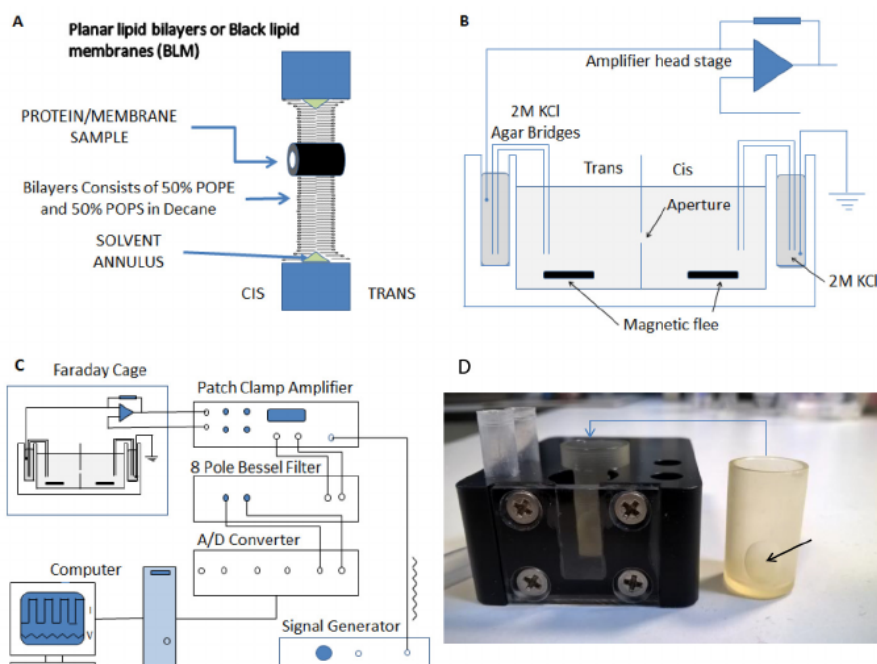 A
Planar lipid bilayers or Black lipid
membranes (BLM)
PROTEIN/MEMBRANE
SAMPLE
Bilayers Consists of 50% POPE
and 50% POPS in Decane
SOLVENT
ANNULUS
CIS
TRANS
B
Amplifier head stage
2M KCl
Agar Bridges
Trans
Cis
Aperture
2M KCl
Magnetic flee
C
Faraday Cage
Patch Clamp Amplifier
8 Pole Bessel Filter
A/D Converter
Computer
I
V
Signal Generator
D